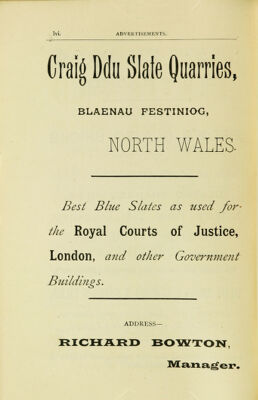 lvi. ADVERTISEMENTS.
Craig Ddu Slate Quarries,
BLAENAU FESTINIOG,
NORTH WALES.
Best Blue Slates as used for
the Royal Courts of Justice,
London, and other Government
Buildings.
ADDRESS—
RICHARD BOWTON,
Manager.